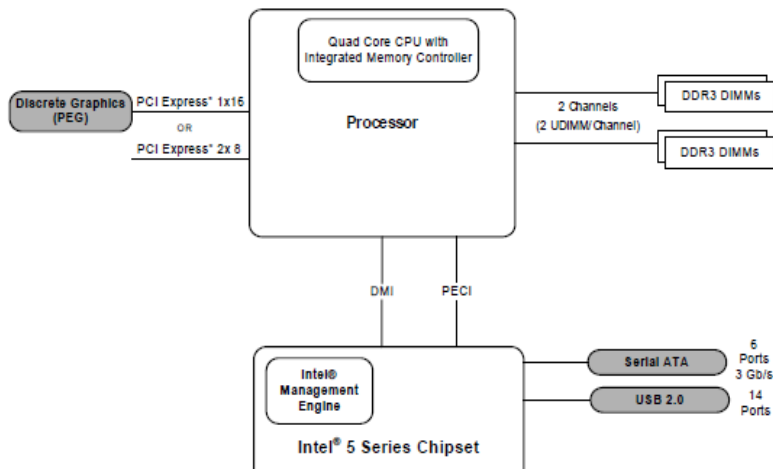 Quad Core CPU with
Integrated Memory Controller
Processor
Discrete Graphics
(PEG)
PCI Express* 1x16
OR
PCI Express* 2x 8
2 Channels
(2 UDIMM/Channel)
DDR3 DIMMs
DDR3 DIMMs
DMI
PECI
Intel®
Management
Engine
Intel® 5 Series Chipset
Serial ATA
6
Ports
3 Gb/s
USB 2.0
14
Ports